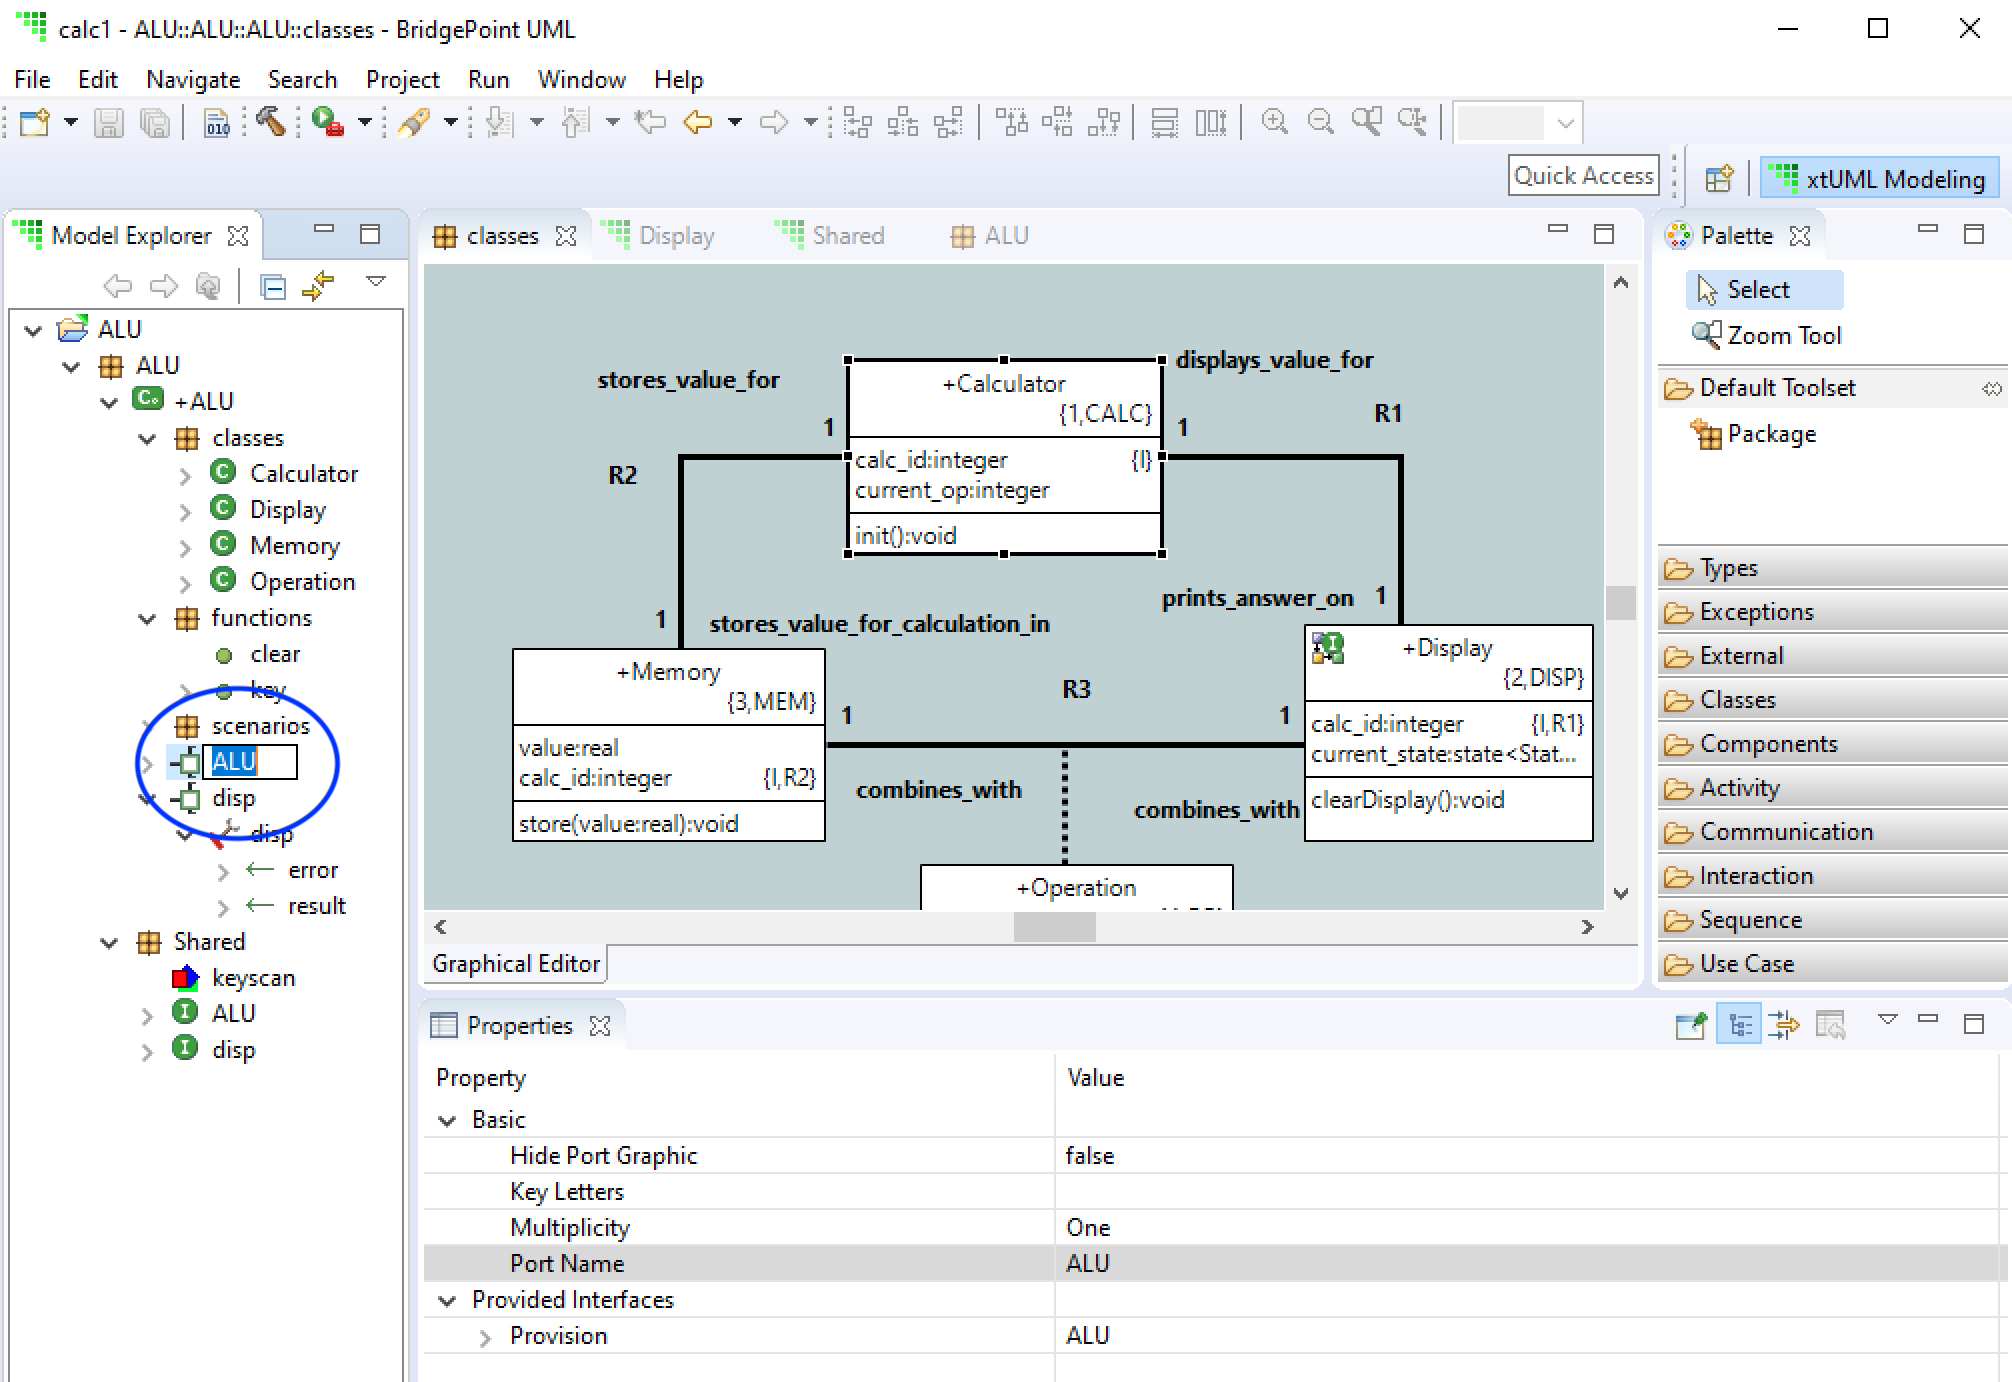 calc1 - ALU::ALU::ALU::classes - BridgePoint UML
File Edit Navigate Search Project Run Window Help
010
Quick Access
xtUML Modeling
Model Explorer
ALU
ALU
+ALU
classes
Calculator
Display
Memory
Operation
functions
clear
key
scenarios
ALU
disp
disp
error
result
Shared
keyscan
ALU
disp
classes Display Shared ALU
stores_value_for
displays_value_for
+Calculator
{1,CALC}
1
1
R1
R2
calc_id:integer {I}
current_op:integer
init():void
prints_answer_on 1
1 stores_value_for_calculation_in
+Memory
{3,MEM}
value:real
calc_id:integer {I,R2}
store(value:real):void
R3
1
1
combines_with
combines_with
+Display
{2,DISP}
calc_id:integer {I,R1}
current_state:state<Stat...
clearDisplay():void
+Operation
Graphical Editor
Palette
Select
Zoom Tool
Default Toolset
Package
Types
Exceptions
External
Classes
Components
Activity
Communication
Interaction
Sequence
Use Case
Properties
Property Value
Basic
Hide Port Graphic false
Key Letters
Multiplicity One
Port Name ALU
Provided Interfaces
Provision ALU